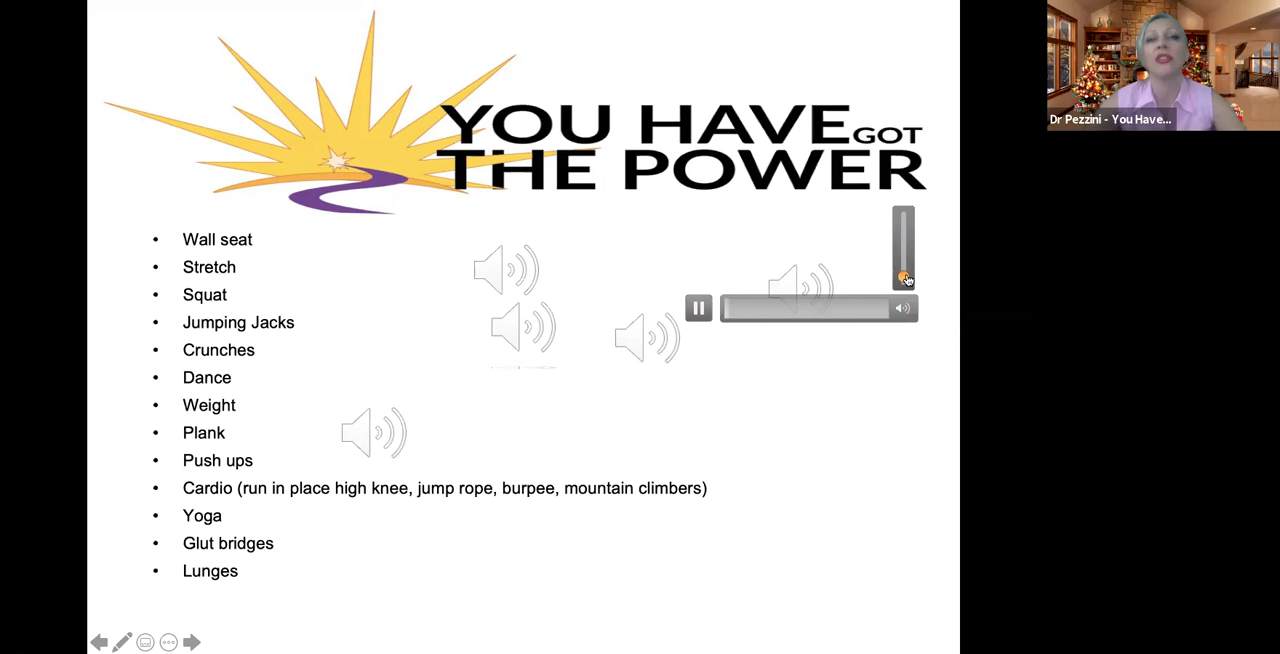 YOU HAVE GOT
THE POWER
Dr Pezzini - You Have...
• Wall seat
• Stretch
• Squat
• Jumping Jacks
• Crunches
• Dance
• Weight
• Plank
• Push ups
• Cardio (run in place high knee, jump rope, burpee, mountain climbers)
• Yoga
• Glut bridges
• Lunges